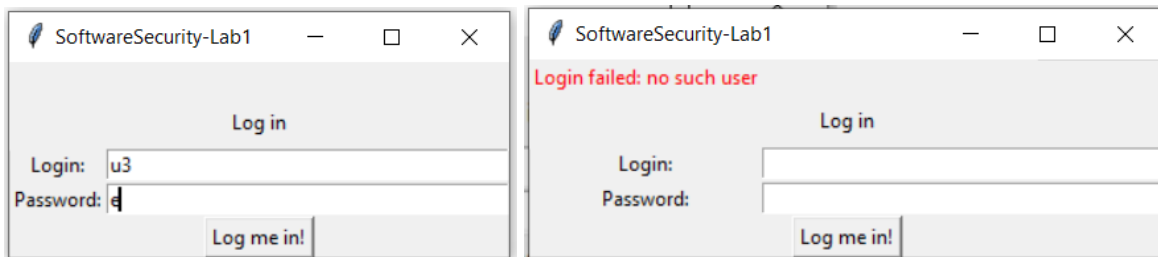 SoftwareSecurity-Lab1
Log in
Login: u3
Password: e
Log me in!
SoftwareSecurity-Lab1
Login failed: no such user
Log in
Login:
Password:
Log me in!